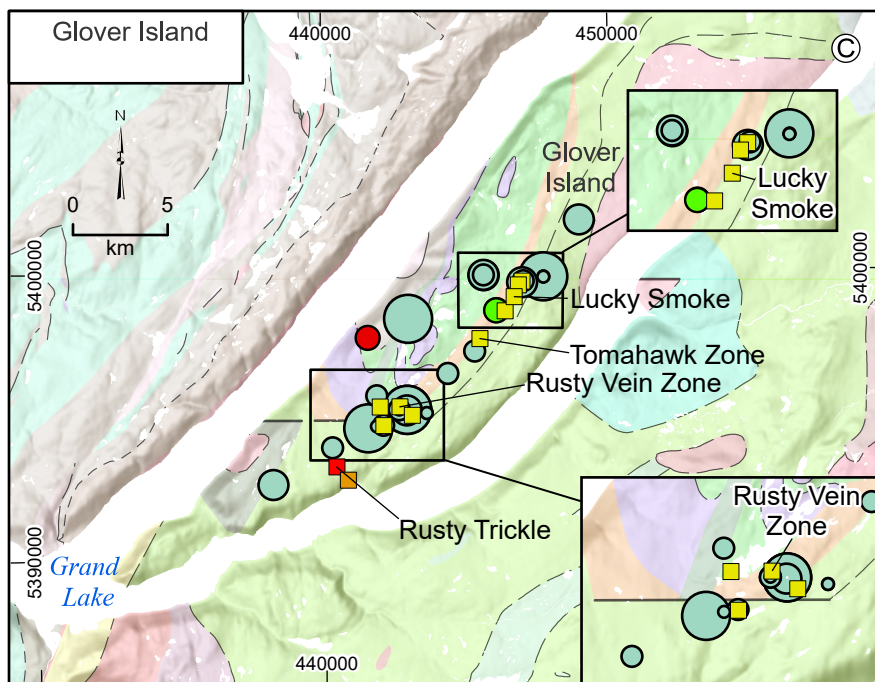 Glover Island
440000
450000
C
N
0
5
km
5400000
5400000
Glover
Island
Lucky
Smoke
Lucky Smoke
Tomahawk Zone
Rusty Vein Zone
Rusty Trickle
Rusty Vein
Zone
5390000
Grand
Lake
440000